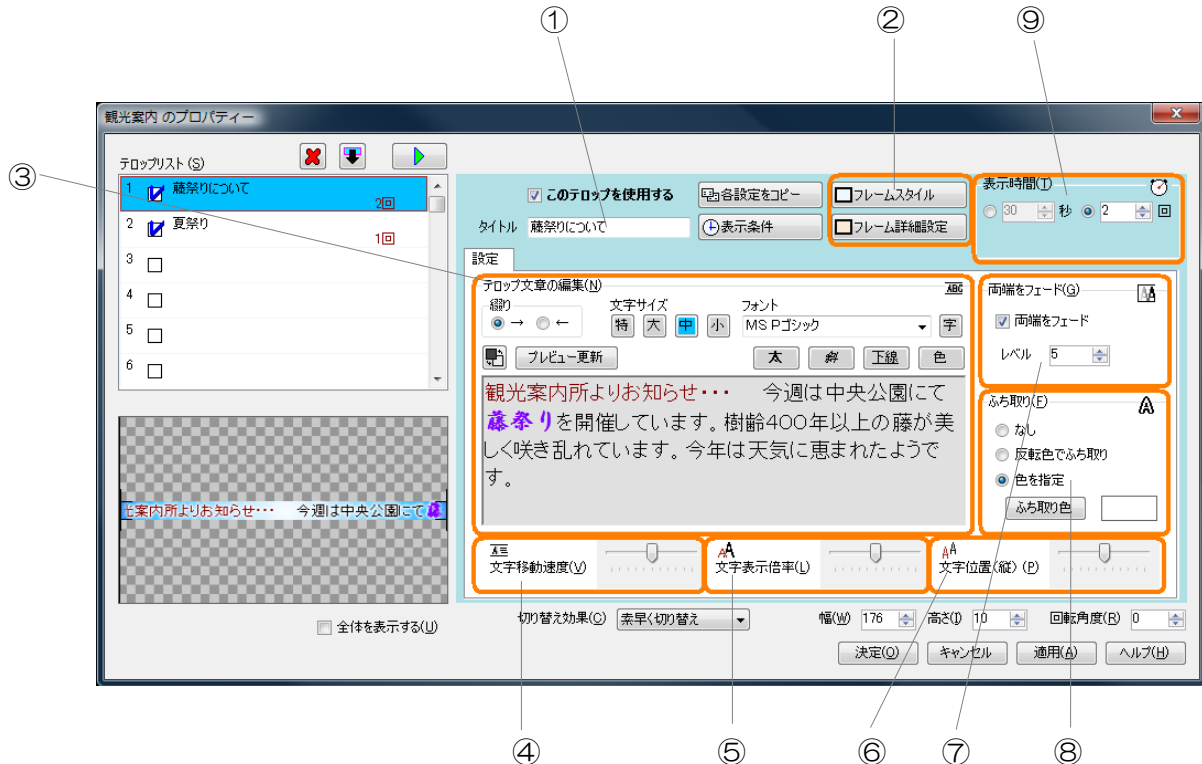 ① ② ⑨
③
観光案内 のプロパティー
テロップリスト(S)
1 藤祭りについて
2回
2 夏祭り
1回
3
4
5
6
このテロップを使用する 各設定をコピー フレームスタイル
タイトル 藤祭りについて 表示条件 フレーム詳細設定
表示時間(T)
30 秒 2 回
設定
テロップ文章の編集(N) ABC
綴り 文字サイズ フォント
→ ← 特 大 中 小 MS Pゴシック 字
プレビュー更新 太 斜 下線 色
観光案内所よりお知らせ・・・ 今週は中央公園にて
藤祭りを開催しています。樹齢400年以上の藤が美
しく咲き乱れています。今年は天気に恵まれたようで
す。
両端をフェード(G) AA
両端をフェード
レベル 5
ふち取り(F) A
なし
反転色でふち取り
色を指定
ふち取り色
文字移動速度(V) AA 文字表示倍率(L) AA 文字位置(縦) (P)
案内所よりお知らせ・・・ 今週は中央公園にて藤
全体を表示する(U)
切り替え効果(C) 素早く切り替え 幅(W) 176 高さ(I) 10 回転角度(R) 0
決定(O) キャンセル 適用(A) ヘルプ(H)
④ ⑤ ⑥ ⑦ ⑧